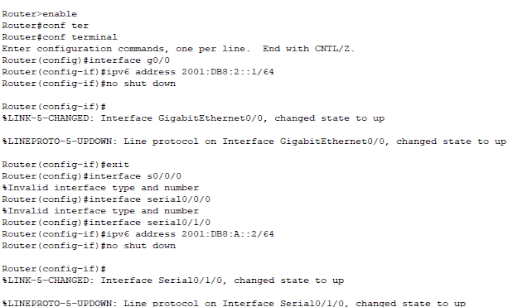 Router>enable
Router#conf ter
Router#conf terminal
Enter configuration commands, one per line.  End with CNTL/Z.
Router(config)#interface g0/0
Router(config-if)#ipv6 address 2001:DB8:2::1/64
Router(config-if)#no shut down
Router(config-if)#
%LINK-5-CHANGED: Interface GigabitEthernet0/0, changed state to up
%LINEPROTO-5-UPDOWN: Line protocol on Interface GigabitEthernet0/0, changed state to up
Router(config-if)#exit
Router(config)#interface s0/0/0
%Invalid interface type and number
Router(config)#interface serial0/0/0
%Invalid interface type and number
Router(config)#interface serial0/1/0
Router(config-if)#ipv6 address 2001:DB8:A::2/64
Router(config-if)#no shut down
Router(config-if)#
%LINK-5-CHANGED: Interface Serial0/1/0, changed state to up
%LINEPROTO-5-UPDOWN: Line protocol on Interface Serial0/1/0, changed state to up